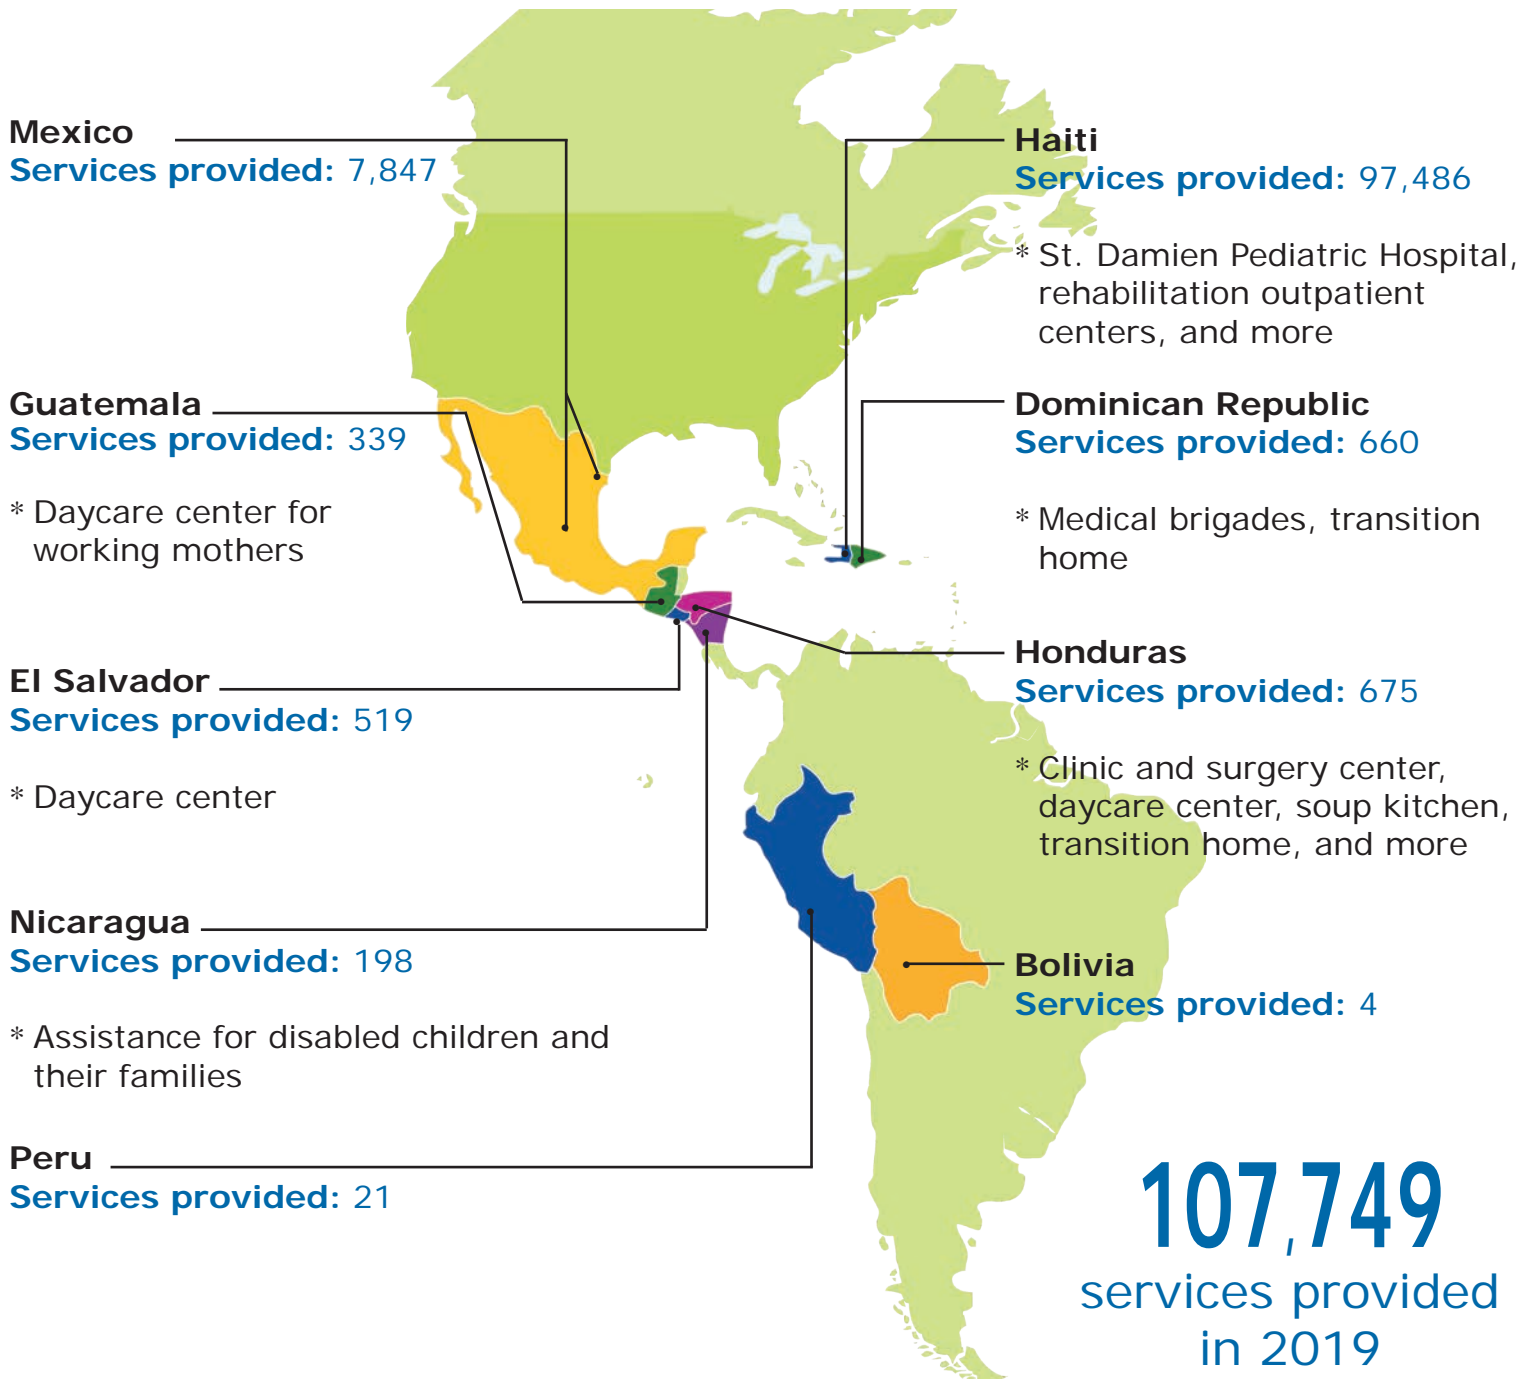 Mexico
Services provided: 7,847
Guatemala
Services provided: 339
* Daycare center for
working mothers
El Salvador
Services provided: 519
* Daycare center
Nicaragua
Services provided: 198
* Assistance for disabled children and
their families
Peru
Services provided: 21
Haiti
Services provided: 97,486
* St. Damien Pediatric Hospital,
rehabilitation outpatient
centers, and more
Dominican Republic
Services provided: 660
* Medical brigades, transition
home
Honduras
Services provided: 675
* Clinic and surgery center,
daycare center, soup kitchen,
transition home, and more
Bolivia
Services provided: 4
107,749
services provided
in 2019